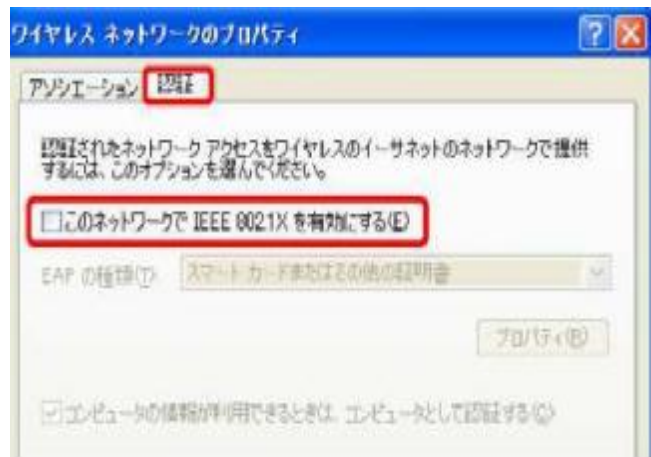 ワイヤレス ネットワークのプロパティ
アソシエーション 認証
認証されたネットワーク アクセスをワイヤレスのイーサネットのネットワークで提供
するには、このオプションを選んでください。
このネットワークで IEEE 8021X を有効にする(E)
EAP の種類(T): スマート カードまたはその他の証明書
プロパティ(R)
コンピュータの情報が利用できるときは、コンピュータとして認証する(C)